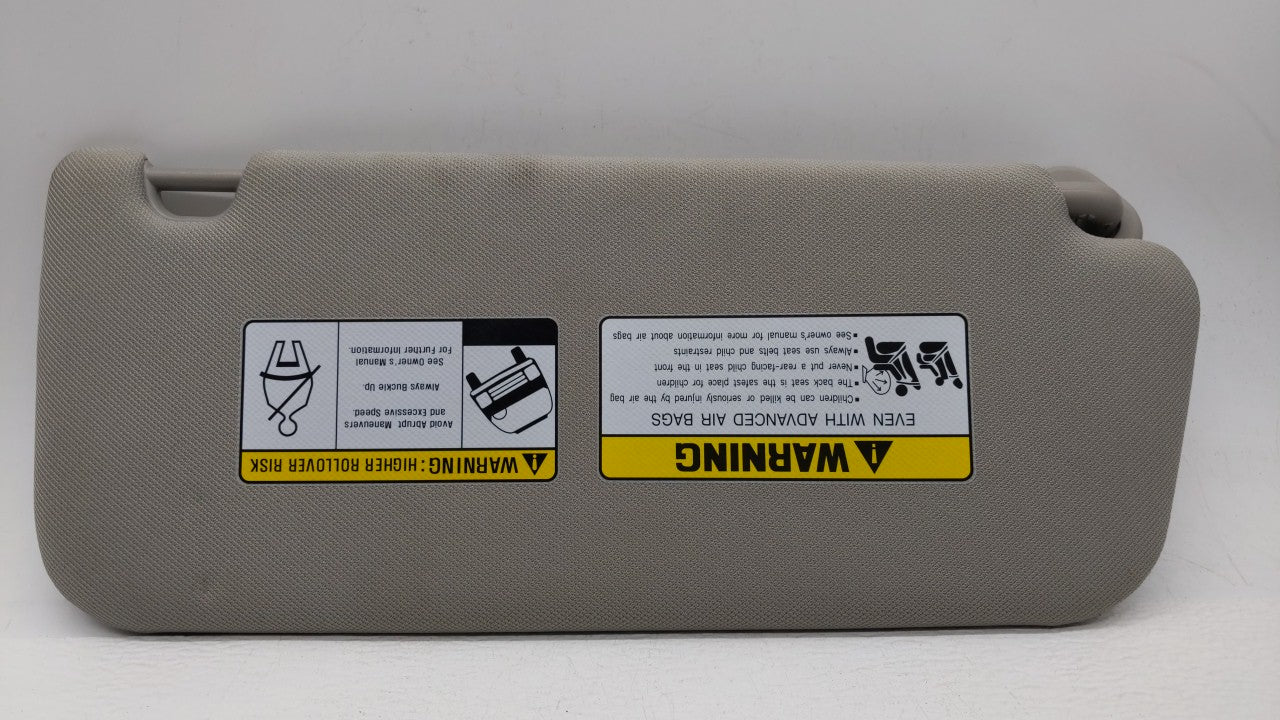 WARNING
EVEN WITH ADVANCED AIR BAGS
▪Children can be killed or seriously injured by the air bag
▪The back seat is the safest place for children
▪Never put a rear-facing child seat in the front
▪Always use seat belts and child restraints
▪See owner's manual for more information about air bags
WARNING: HIGHER ROLLOVER RISK
Avoid Abrupt Maneuvers
and Excessive Speed.
Always Buckle Up.
See Owner's Manual
For Further Information.